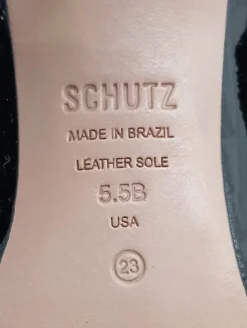 SCHUTZ
MADE IN BRAZIL
LEATHER SOLE
5.5B
USA
23